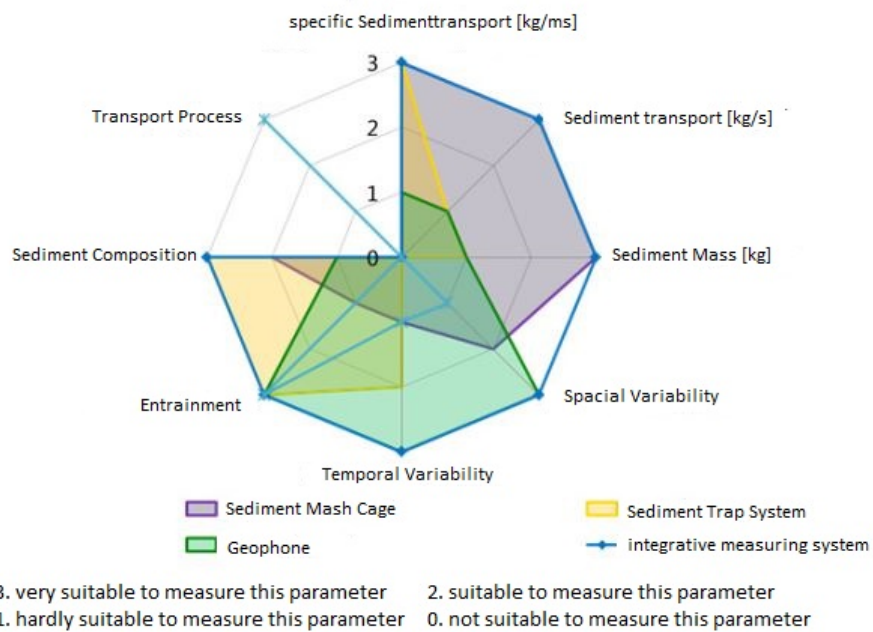 specific Sedimenttransport [kg/ms]
3
Transport Process
Sediment transport [kg/s]
2
1
Sediment Composition
0
Sediment Mass [kg]
Entrainment
Spacial Variability
Temporal Variability
Sediment Mash Cage
Sediment Trap System
Geophone
integrative measuring system
3. very suitable to measure this parameter 2. suitable to measure this parameter
1. hardly suitable to measure this parameter 0. not suitable to measure this parameter